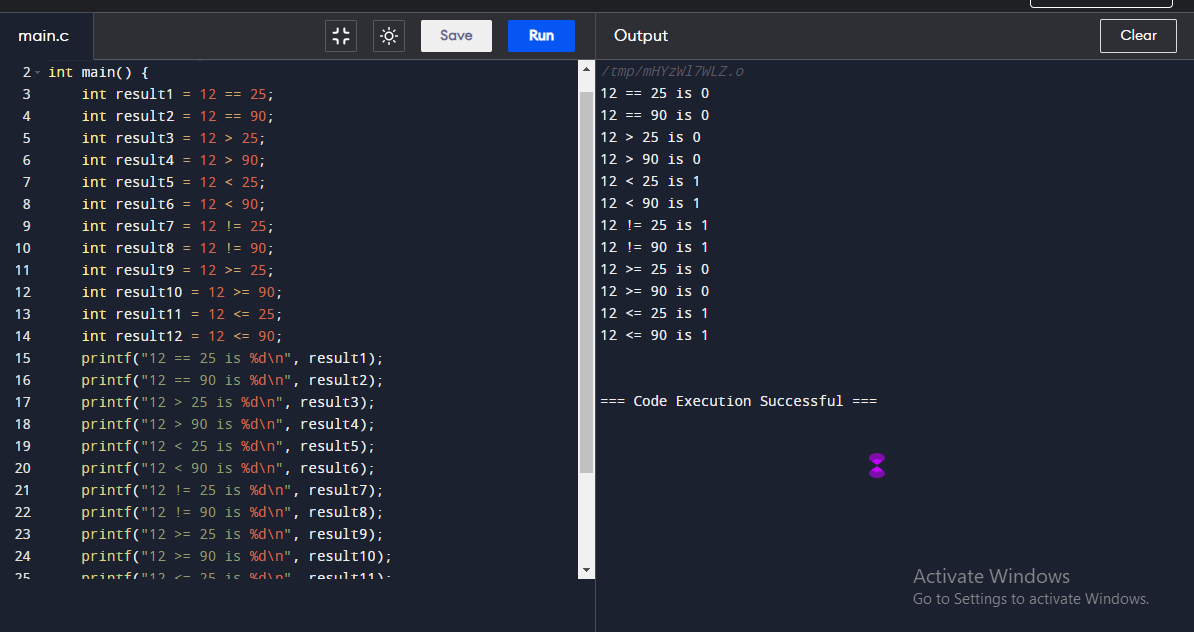 main.c
Save
Run
Output
Clear
2 int main() {
3 int result1 = 12 == 25;
4 int result2 = 12 == 90;
5 int result3 = 12 > 25;
6 int result4 = 12 > 90;
7 int result5 = 12 < 25;
8 int result6 = 12 < 90;
9 int result7 = 12 != 25;
10 int result8 = 12 != 90;
11 int result9 = 12 >= 25;
12 int result10 = 12 >= 90;
13 int result11 = 12 <= 25;
14 int result12 = 12 <= 90;
15 printf("12 == 25 is %d\n", result1);
16 printf("12 == 90 is %d\n", result2);
17 printf("12 > 25 is %d\n", result3);
18 printf("12 > 90 is %d\n", result4);
19 printf("12 < 25 is %d\n", result5);
20 printf("12 < 90 is %d\n", result6);
21 printf("12 != 25 is %d\n", result7);
22 printf("12 != 90 is %d\n", result8);
23 printf("12 >= 25 is %d\n", result9);
24 printf("12 >= 90 is %d\n", result10);
25 printf("12 <= 25 is %d\n", result11);
/tmp/mHYzWl7WLZ.o
12 == 25 is 0
12 == 90 is 0
12 > 25 is 0
12 > 90 is 0
12 < 25 is 1
12 < 90 is 1
12 != 25 is 1
12 != 90 is 1
12 >= 25 is 0
12 >= 90 is 0
12 <= 25 is 1
12 <= 90 is 1
=== Code Execution Successful ===
Activate Windows
Go to Settings to activate Windows.